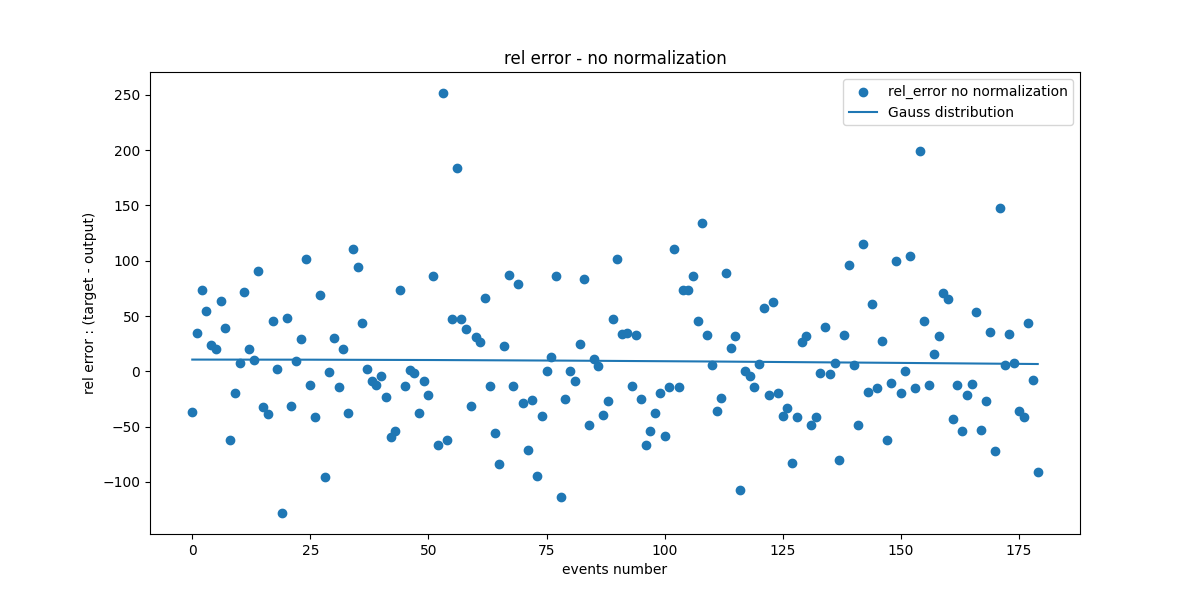 rel error - no normalization
rel_error no normalization
Gauss distribution
250
200
150
100
50
0
−50
−100
rel error : (target - output)
0 25 50 75 100 125 150 175
events number